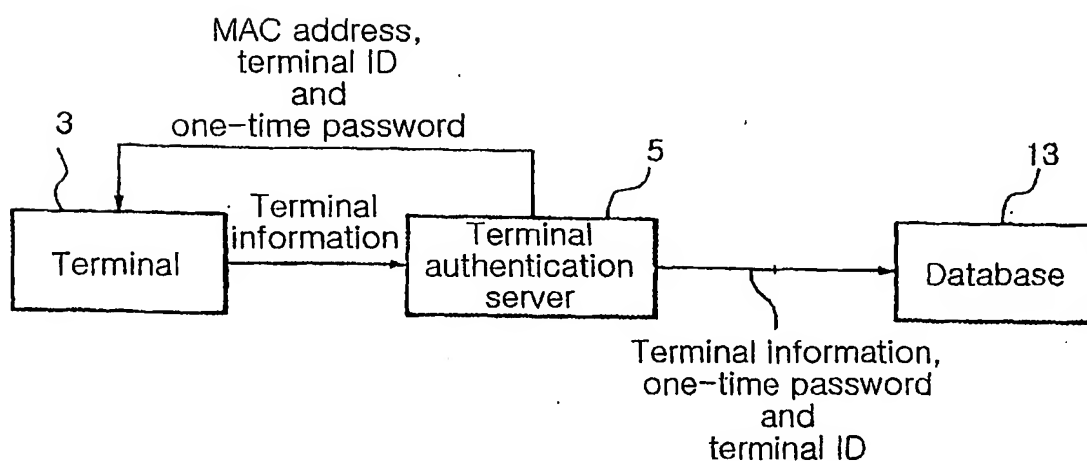 MAC address,
terminal ID
and
one-time password
3
5
13
Terminal
information
Terminal
Terminal
authentication
server
Database
Terminal information,
one-time password
and
terminal ID